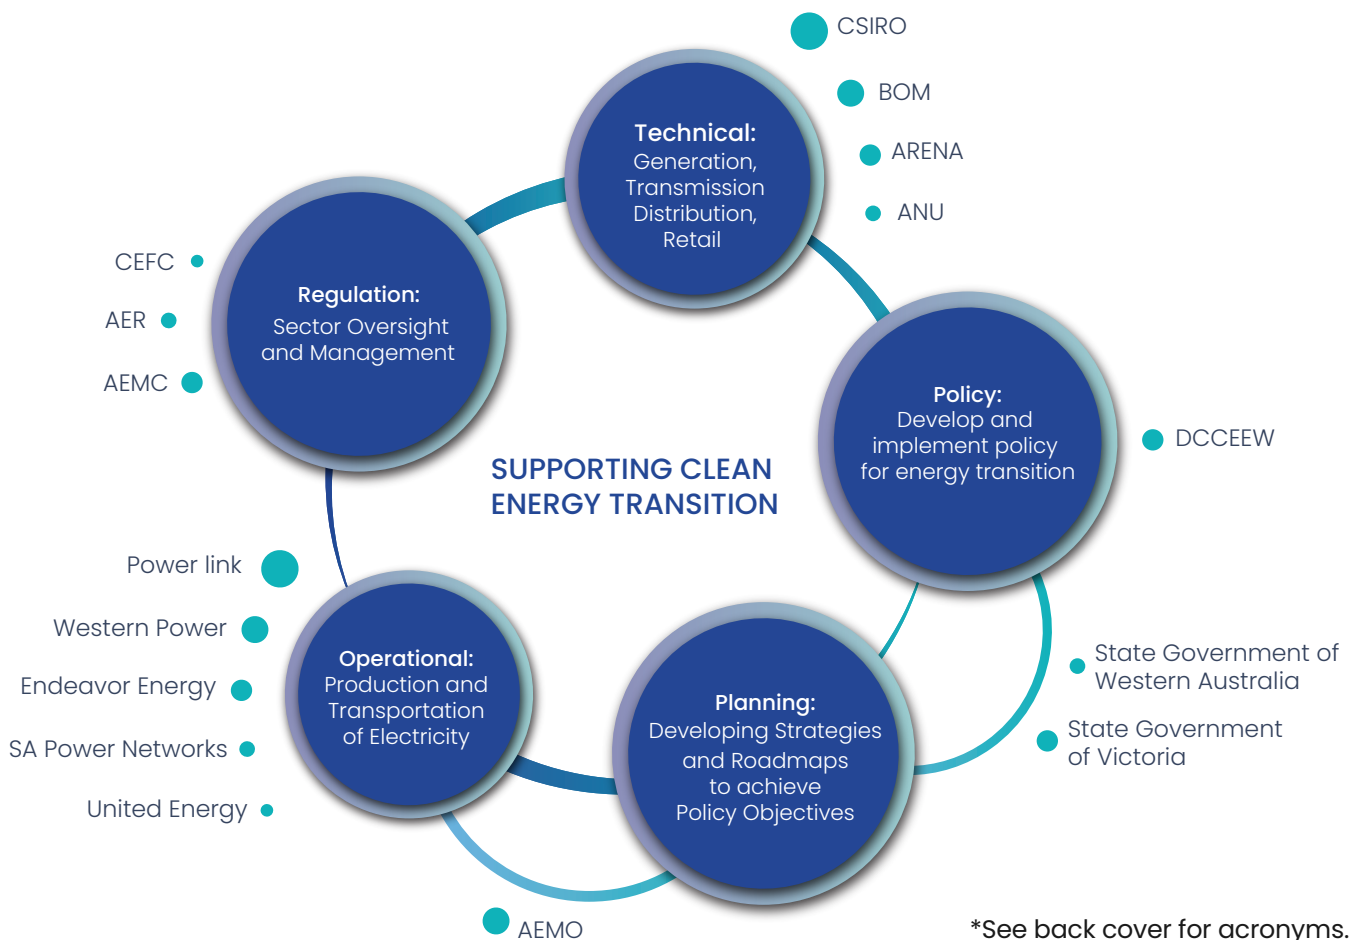 CSIRO
BOM
ARENA
ANU
Technical:
Generation,
Transmission
Distribution,
Retail
CEFC
AER
AEMC
Regulation:
Sector Oversight
and Management
Policy:
Develop and
implement policy
for energy transition
DCCEEW
SUPPORTING CLEAN
ENERGY TRANSITION
Power link
Western Power
Endeavor Energy
SA Power Networks
United Energy
Operational:
Production and
Transportation
of Electricity
Planning:
Developing Strategies
and Roadmaps
to achieve
Policy Objectives
State Government of
Western Australia
State Government
of Victoria
AEMO
*See back cover for acronyms.